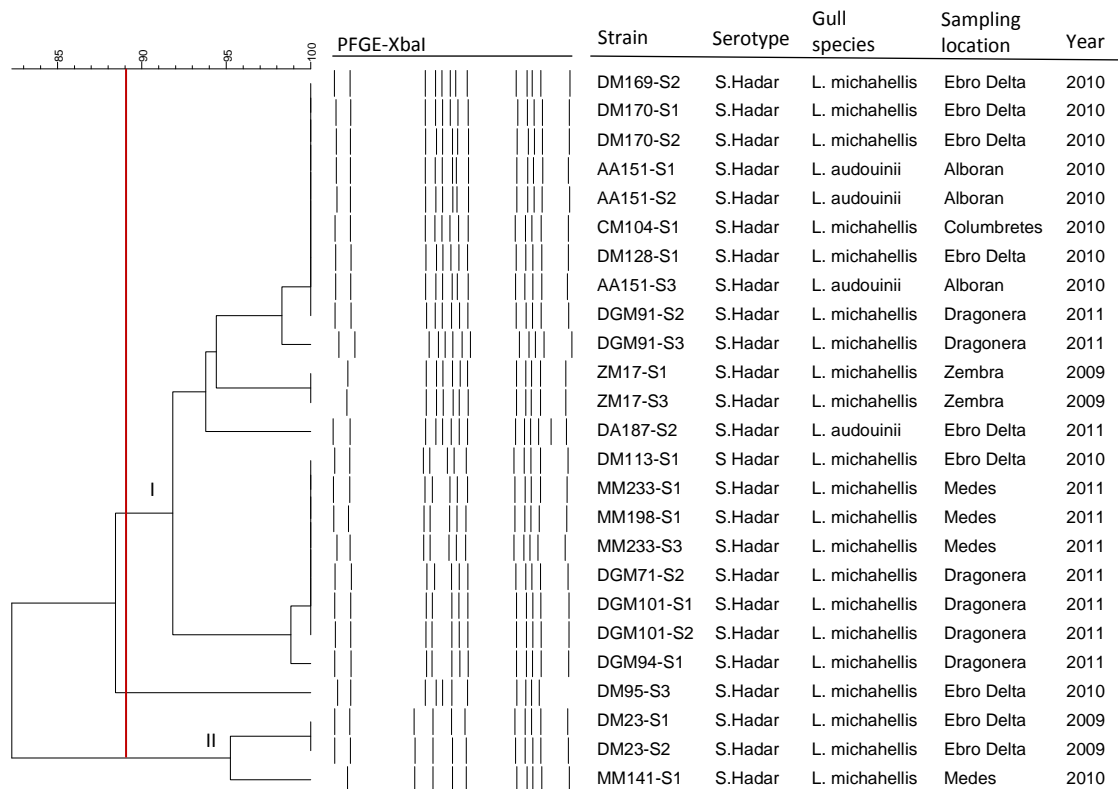 85 90 95 100
PFGE-XbaI
Strain Serotype Gull species Sampling location Year
DM169-S2 S.Hadar L. michahellis Ebro Delta 2010
DM170-S1 S.Hadar L. michahellis Ebro Delta 2010
DM170-S2 S.Hadar L. michahellis Ebro Delta 2010
AA151-S1 S.Hadar L. audouinii Alboran 2010
AA151-S2 S.Hadar L. audouinii Alboran 2010
CM104-S1 S.Hadar L. michahellis Columbretes 2010
DM128-S1 S.Hadar L. michahellis Ebro Delta 2010
AA151-S3 S.Hadar L. audouinii Alboran 2010
DGM91-S2 S.Hadar L. michahellis Dragonera 2011
DGM91-S3 S.Hadar L. michahellis Dragonera 2011
ZM17-S1 S.Hadar L. michahellis Zembra 2009
ZM17-S3 S.Hadar L. michahellis Zembra 2009
DA187-S2 S.Hadar L. audouinii Ebro Delta 2011
DM113-S1 S Hadar L. michahellis Ebro Delta 2010
I
MM233-S1 S.Hadar L. michahellis Medes 2011
MM198-S1 S.Hadar L. michahellis Medes 2011
MM233-S3 S.Hadar L. michahellis Medes 2011
DGM71-S2 S.Hadar L. michahellis Dragonera 2011
DGM101-S1 S.Hadar L. michahellis Dragonera 2011
DGM101-S2 S.Hadar L. michahellis Dragonera 2011
DGM94-S1 S.Hadar L. michahellis Dragonera 2011
DM95-S3 S.Hadar L. michahellis Ebro Delta 2010
DM23-S1 S.Hadar L. michahellis Ebro Delta 2009
II
DM23-S2 S.Hadar L. michahellis Ebro Delta 2009
MM141-S1 S.Hadar L. michahellis Medes 2010